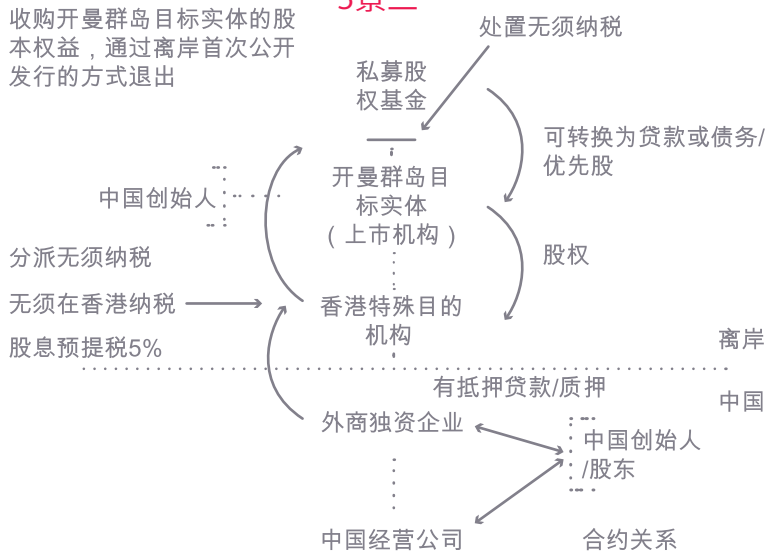 收购开曼群岛目标实体的股
本权益，通过离岸首次公开
发行的方式退出
处置无须纳税
私募股
权基金
可转换为贷款或债务/
优先股
开曼群岛目
标实体
（上市机构）
中国创始人
分派无须纳税
股权
无须在香港纳税
香港特殊目的
机构
股息预提税5%
离岸
有抵押贷款/质押
中国
外商独资企业
中国创始人
/股东
中国经营公司
合约关系